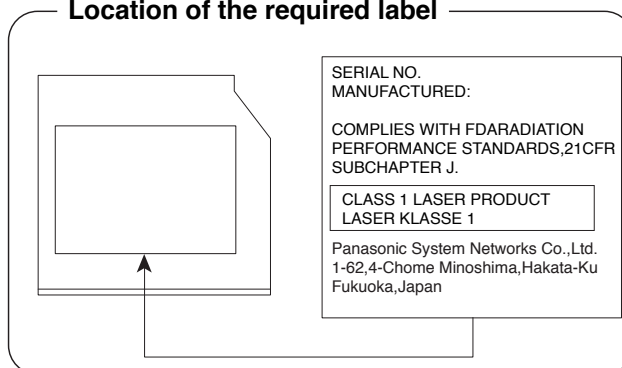 Location of the required label
SERIAL NO.
MANUFACTURED:
COMPLIES WITH FDARADIATION
PERFORMANCE STANDARDS,21CFR
SUBCHAPTER J.
CLASS 1 LASER PRODUCT
LASER KLASSE 1
Panasonic System Networks Co.,Ltd.
1-62,4-Chome Minoshima,Hakata-Ku
Fukuoka,Japan